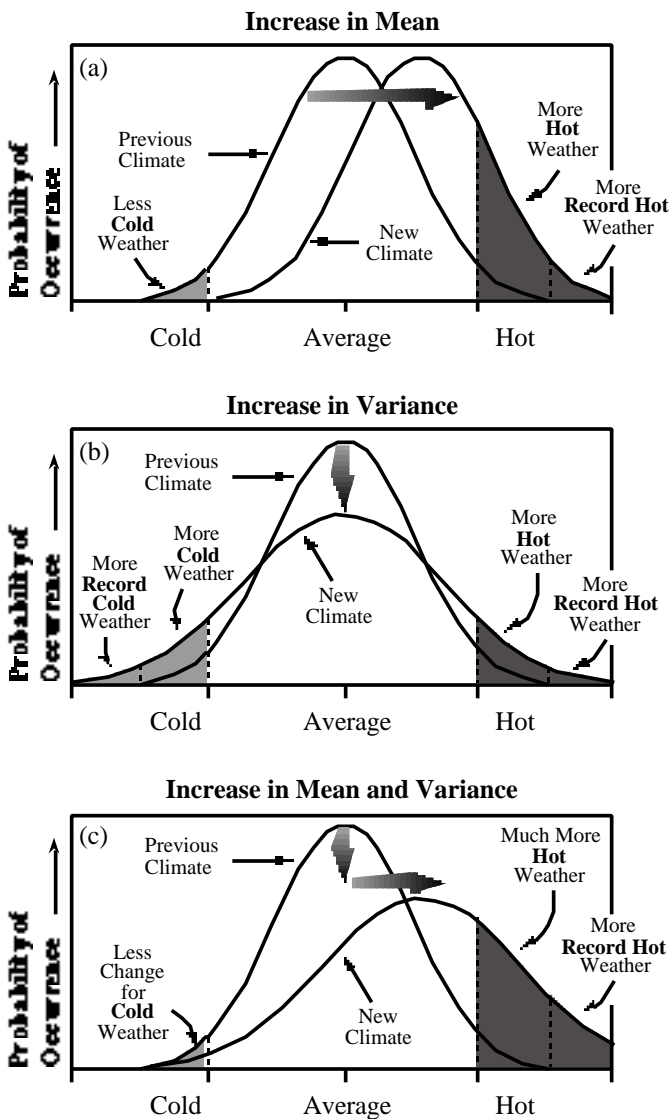 Increase in Mean
(a)
Probability of
Occurrence
Previous
Climate
Less
Cold
Weather
New
Climate
More
Hot
Weather
More
Record Hot
Weather
Cold
Average
Hot
Increase in Variance
(b)
Probability of
Occurrence
Previous
Climate
More
Cold
Weather
More
Record
Cold
Weather
New
Climate
More
Hot
Weather
More
Record Hot
Weather
Cold
Average
Hot
Increase in Mean and Variance
(c)
Probability of
Occurrence
Previous
Climate
Less
Change
for
Cold
Weather
New
Climate
Much More
Hot
Weather
More
Record Hot
Weather
Cold
Average
Hot